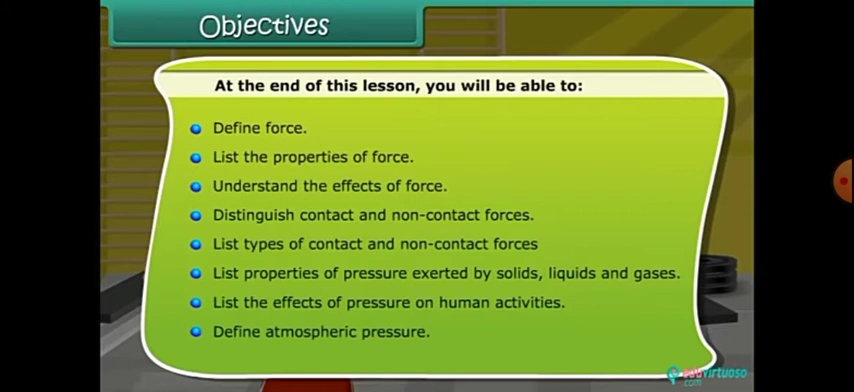 Objectives
At the end of this lesson, you will be able to:
Define force.
List the properties of force.
Understand the effects of force.
Distinguish contact and non-contact forces.
List types of contact and non-contact forces
List properties of pressure exerted by solids, liquids and gases.
List the effects of pressure on human activities.
Define atmospheric pressure.
eduvirtuoso
.com